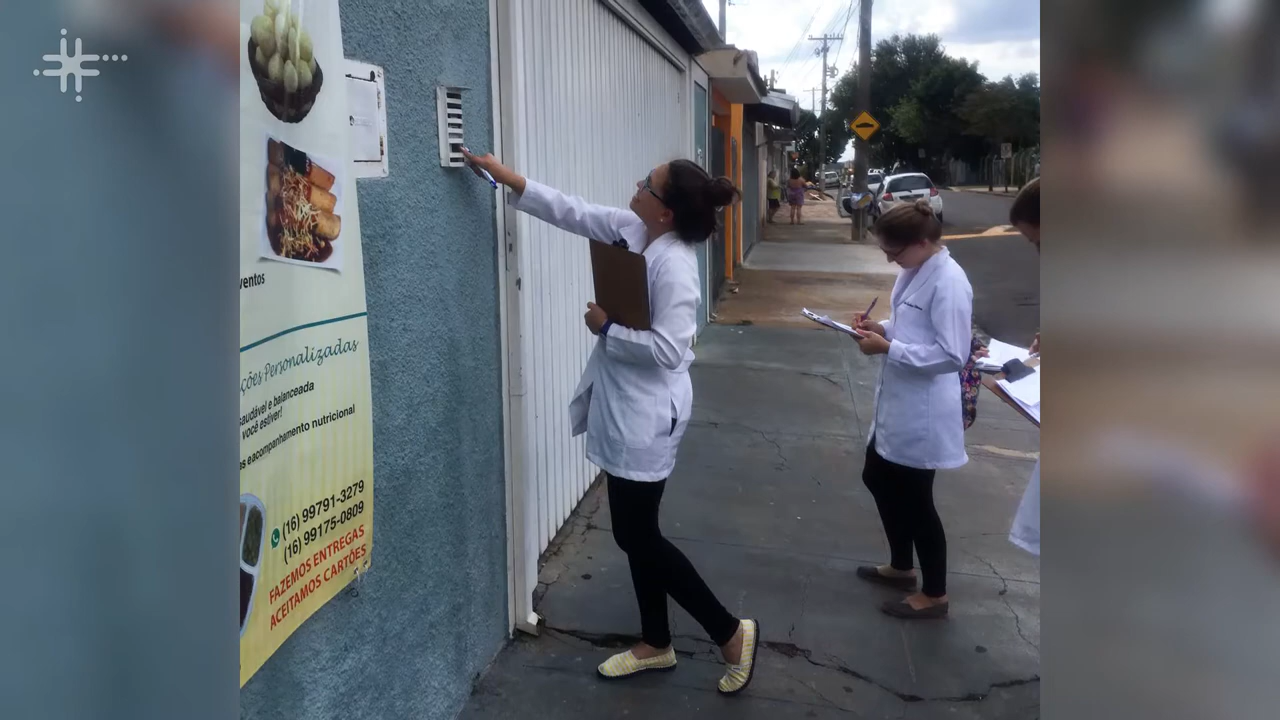 ventos
ções Personalizadas
saudável e balanceada
você estiver!
s e acompanhamento nutricional
(16) 99791-3279
(16) 99175-0809
FAZEMOS ENTREGAS
ACEITAMOS CARTÕES